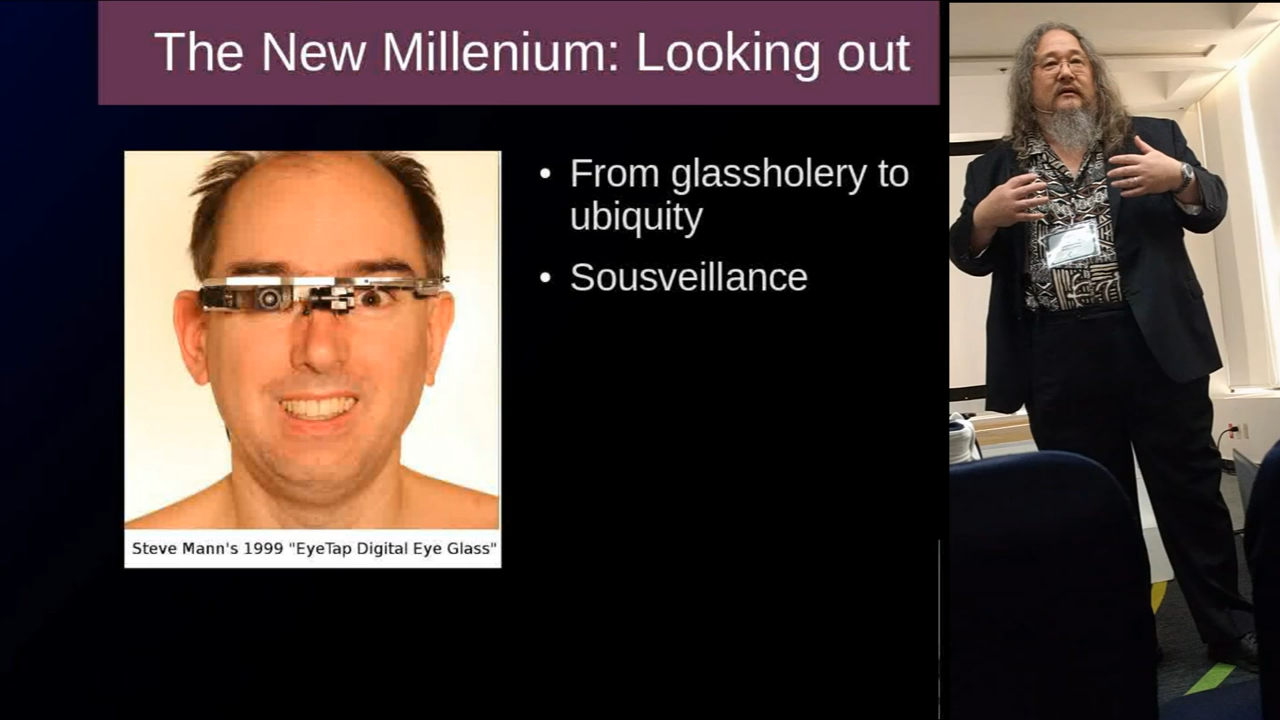 The New Millenium: Looking out
• From glassholery to
ubiquity
• Sousveillance
Steve Mann's 1999 "EyeTap Digital Eye Glass"